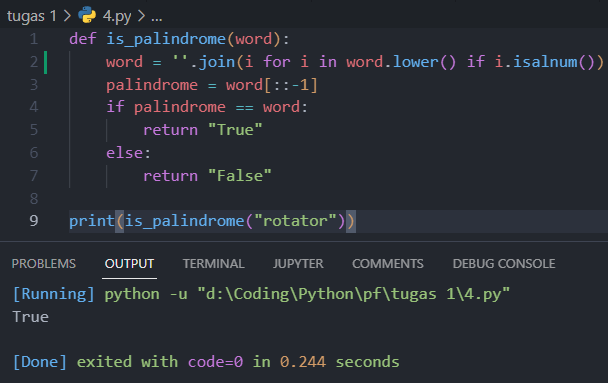 tugas 1 > 4.py > ...
1 def is_palindrome(word):
2     word = ''.join(i for i in word.lower() if i.isalnum())
3     palindrome = word[::-1]
4     if palindrome == word:
5         return "True"
6     else:
7         return "False"
8
9 print(is_palindrome("rotator"))
PROBLEMS OUTPUT TERMINAL JUPYTER COMMENTS DEBUG CONSOLE
[Running] python -u "d:\Coding\Python\pf\tugas 1\4.py"
True
[Done] exited with code=0 in 0.244 seconds